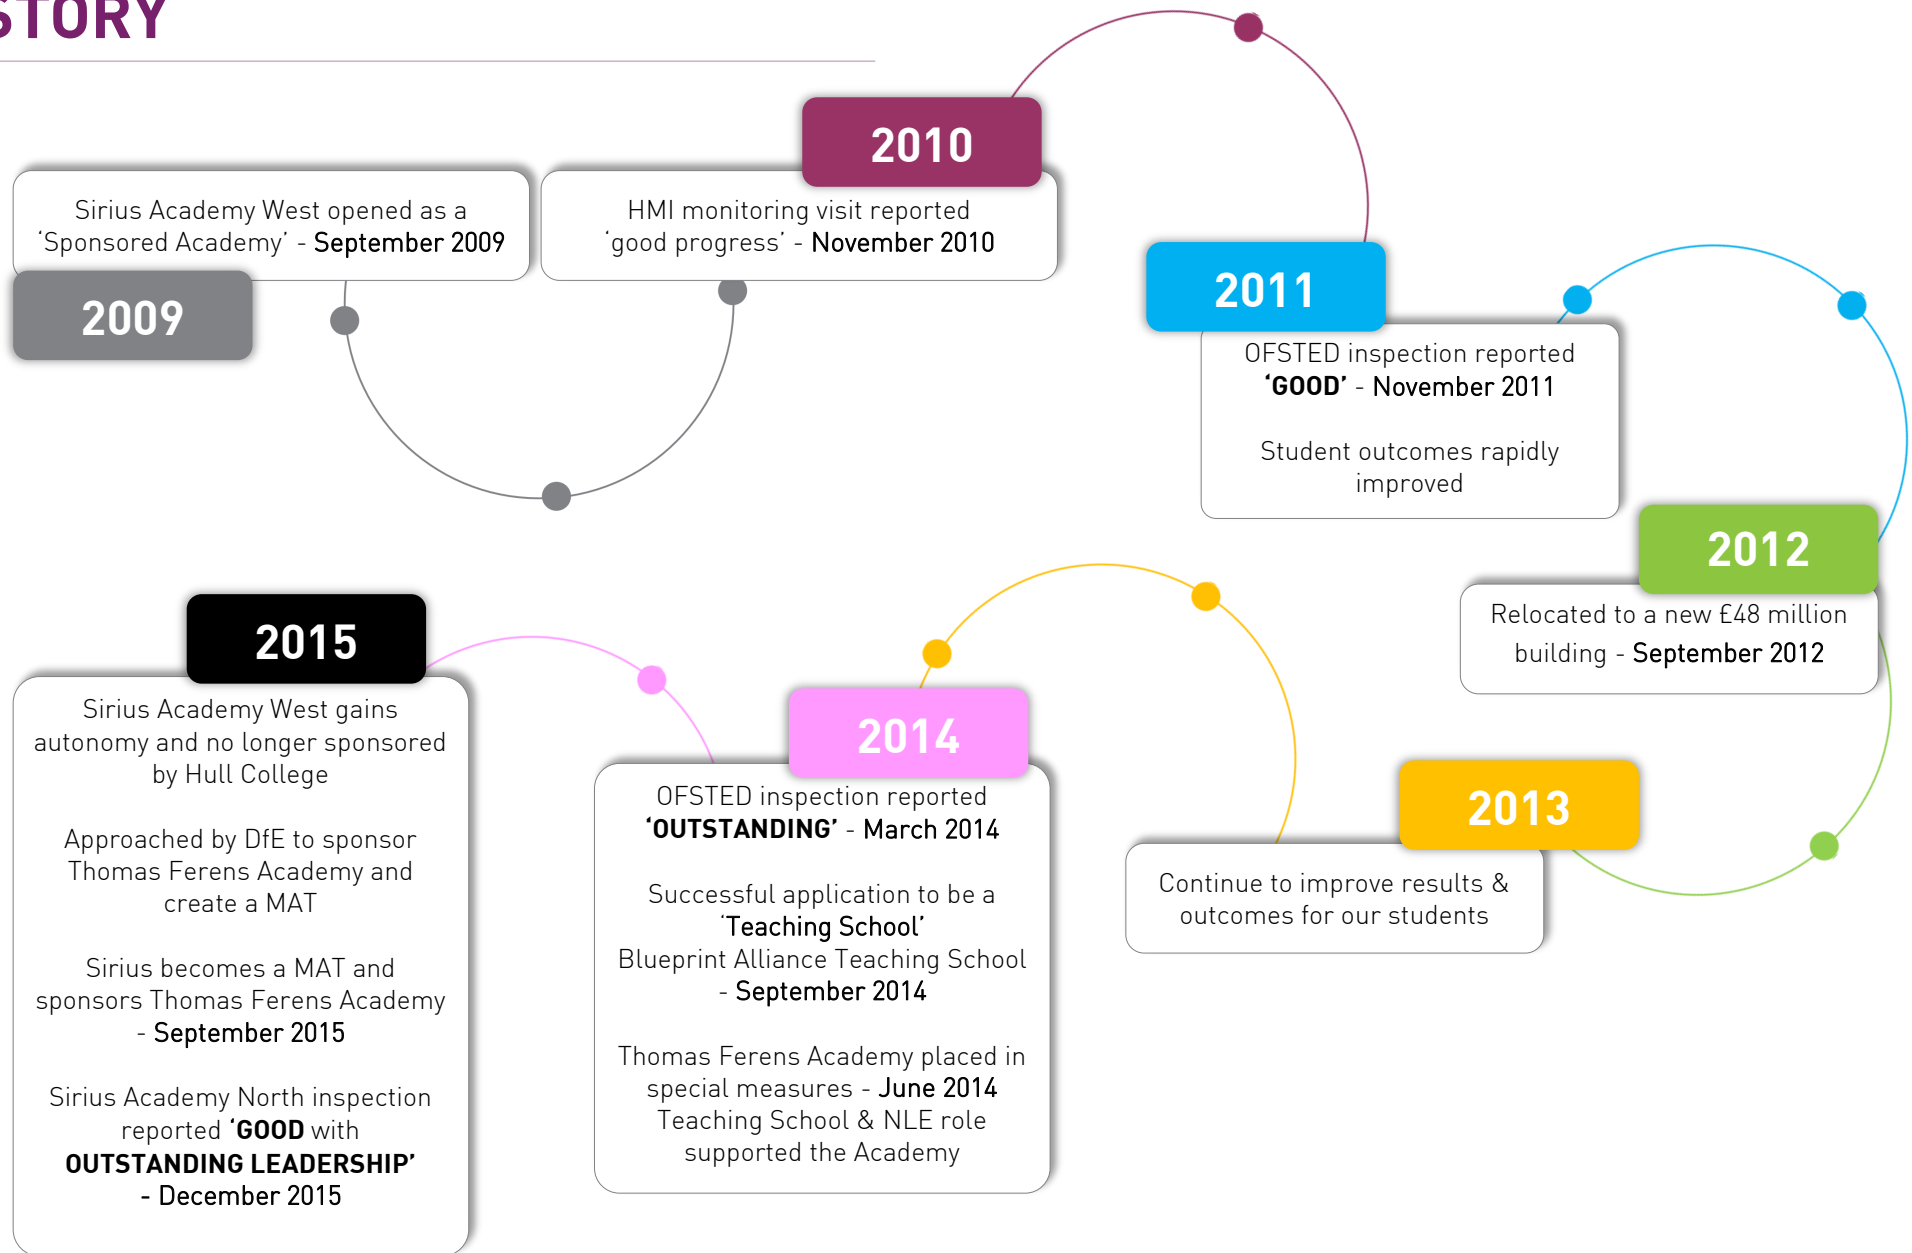 STORY
Sirius Academy West opened as a
‘Sponsored Academy’ - September 2009
2009
2010
HMI monitoring visit reported
‘good progress’ - November 2010
2011
OFSTED inspection reported
‘GOOD’ - November 2011
Student outcomes rapidly
improved
2012
Relocated to a new £48 million
building - September 2012
2013
Continue to improve results &
outcomes for our students
2014
OFSTED inspection reported
‘OUTSTANDING’ - March 2014
Successful application to be a
‘Teaching School’
Blueprint Alliance Teaching School
- September 2014
Thomas Ferens Academy placed in
special measures - June 2014
Teaching School & NLE role
supported the Academy
2015
Sirius Academy West gains
autonomy and no longer sponsored
by Hull College
Approached by DfE to sponsor
Thomas Ferens Academy and
create a MAT
Sirius becomes a MAT and
sponsors Thomas Ferens Academy
- September 2015
Sirius Academy North inspection
reported ‘GOOD with
OUTSTANDING LEADERSHIP’
- December 2015